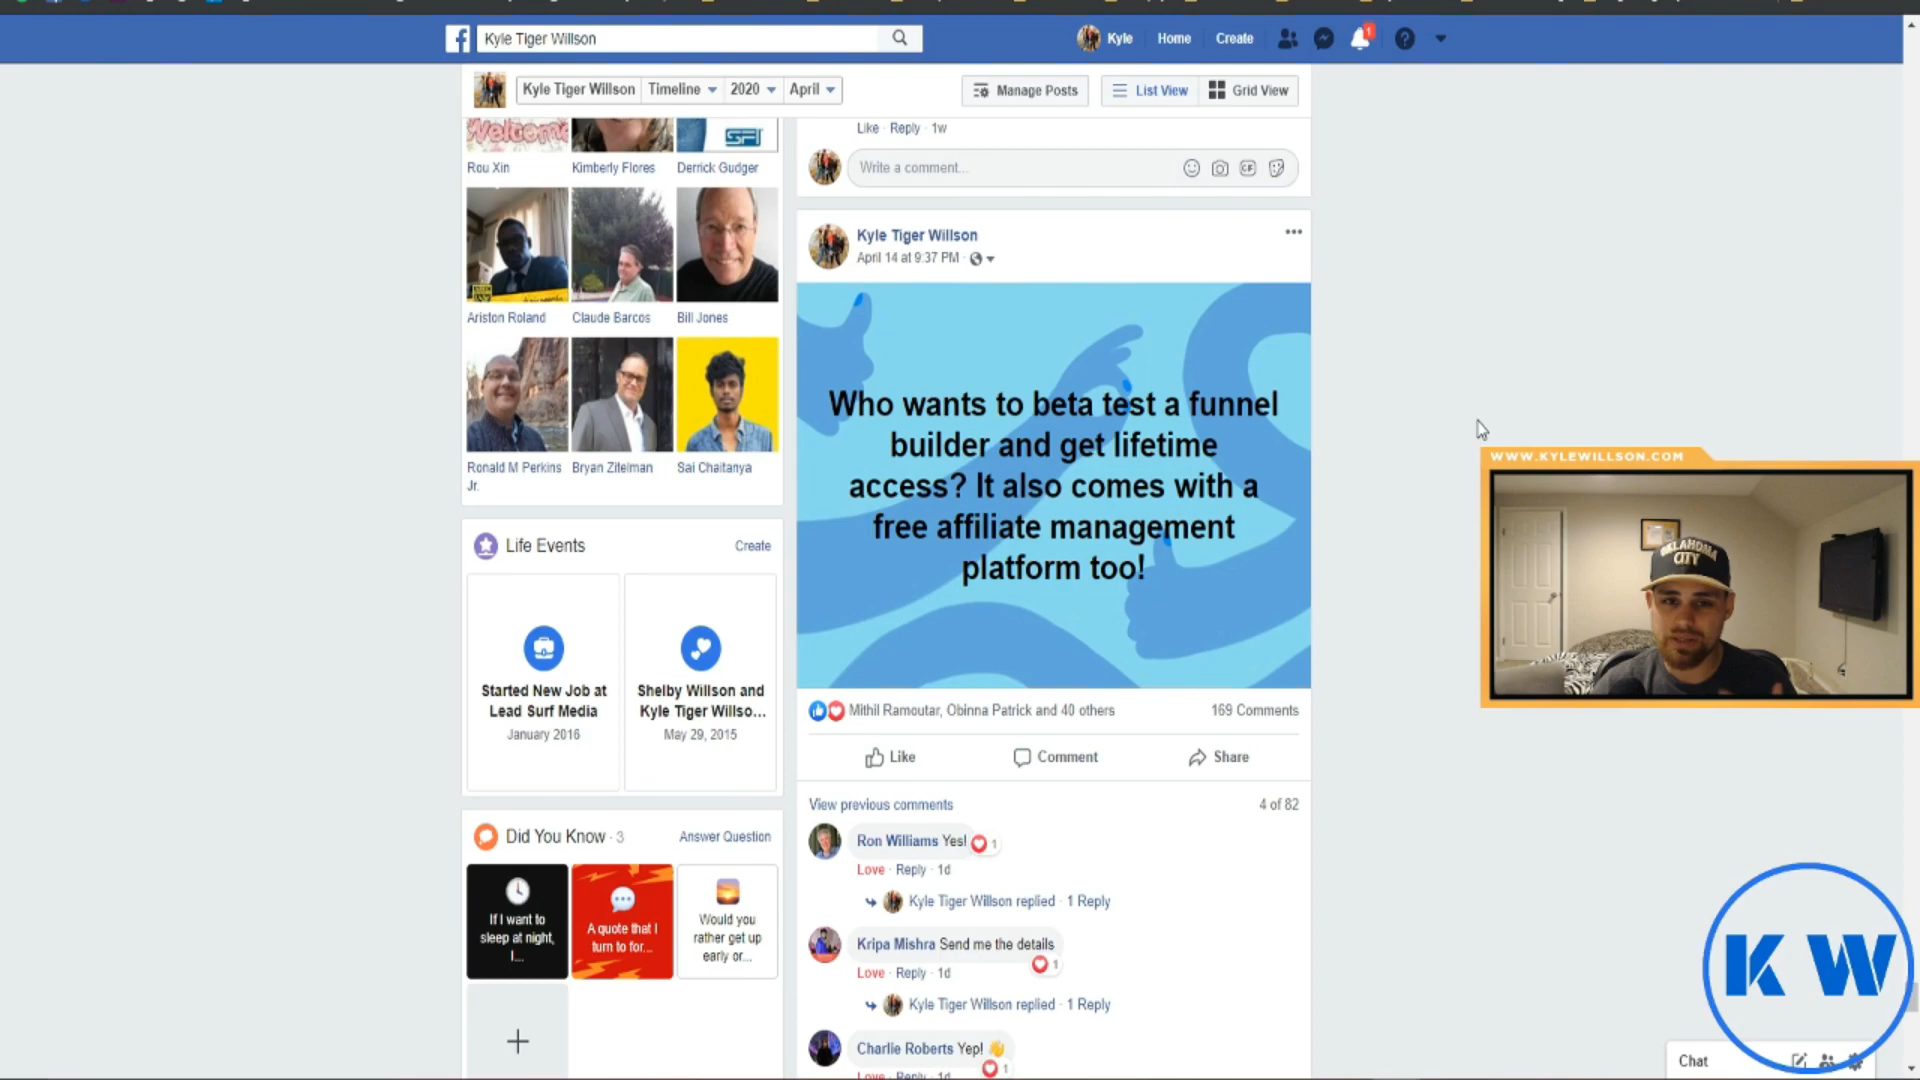 Kyle Tiger Willson
Kyle
Home
Create
1
Kyle Tiger Willson
Timeline
2020
April
Manage Posts
List View
Grid View
Welcome
GFI
Rou Xin
Kimberly Flores
Derrick Gudger
Ariston Roland
Claude Barcos
Bill Jones
Ronald M Perkins
Jr.
Bryan Zitelman
Sai Chaitanya
Life Events
Create
Started New Job at
Lead Surf Media
January 2016
Shelby Willson and
Kyle Tiger Willso...
May 29, 2015
Did You Know · 3
Answer Question
If I want to
sleep at night,
I...
A quote that I
turn to for...
Would you
rather get up
early or...
Like · Reply · 1w
Write a comment...
GIF
Kyle Tiger Willson
April 14 at 9:37 PM ·
Who wants to beta test a funnel
builder and get lifetime
access? It also comes with a
free affiliate management
platform too!
Mithil Ramoutar, Obinna Patrick and 40 others
169 Comments
Like
Comment
Share
View previous comments
4 of 82
Ron Williams Yes!
1
Love · Reply · 1d
Kyle Tiger Willson replied · 1 Reply
Kripa Mishra Send me the details
1
Love · Reply · 1d
Kyle Tiger Willson replied · 1 Reply
Charlie Roberts Yep! 👋
1
Love · Reply · 1d
WWW.KYLEWILLSON.COM
OKLAHOMA
CITY
K W
Chat